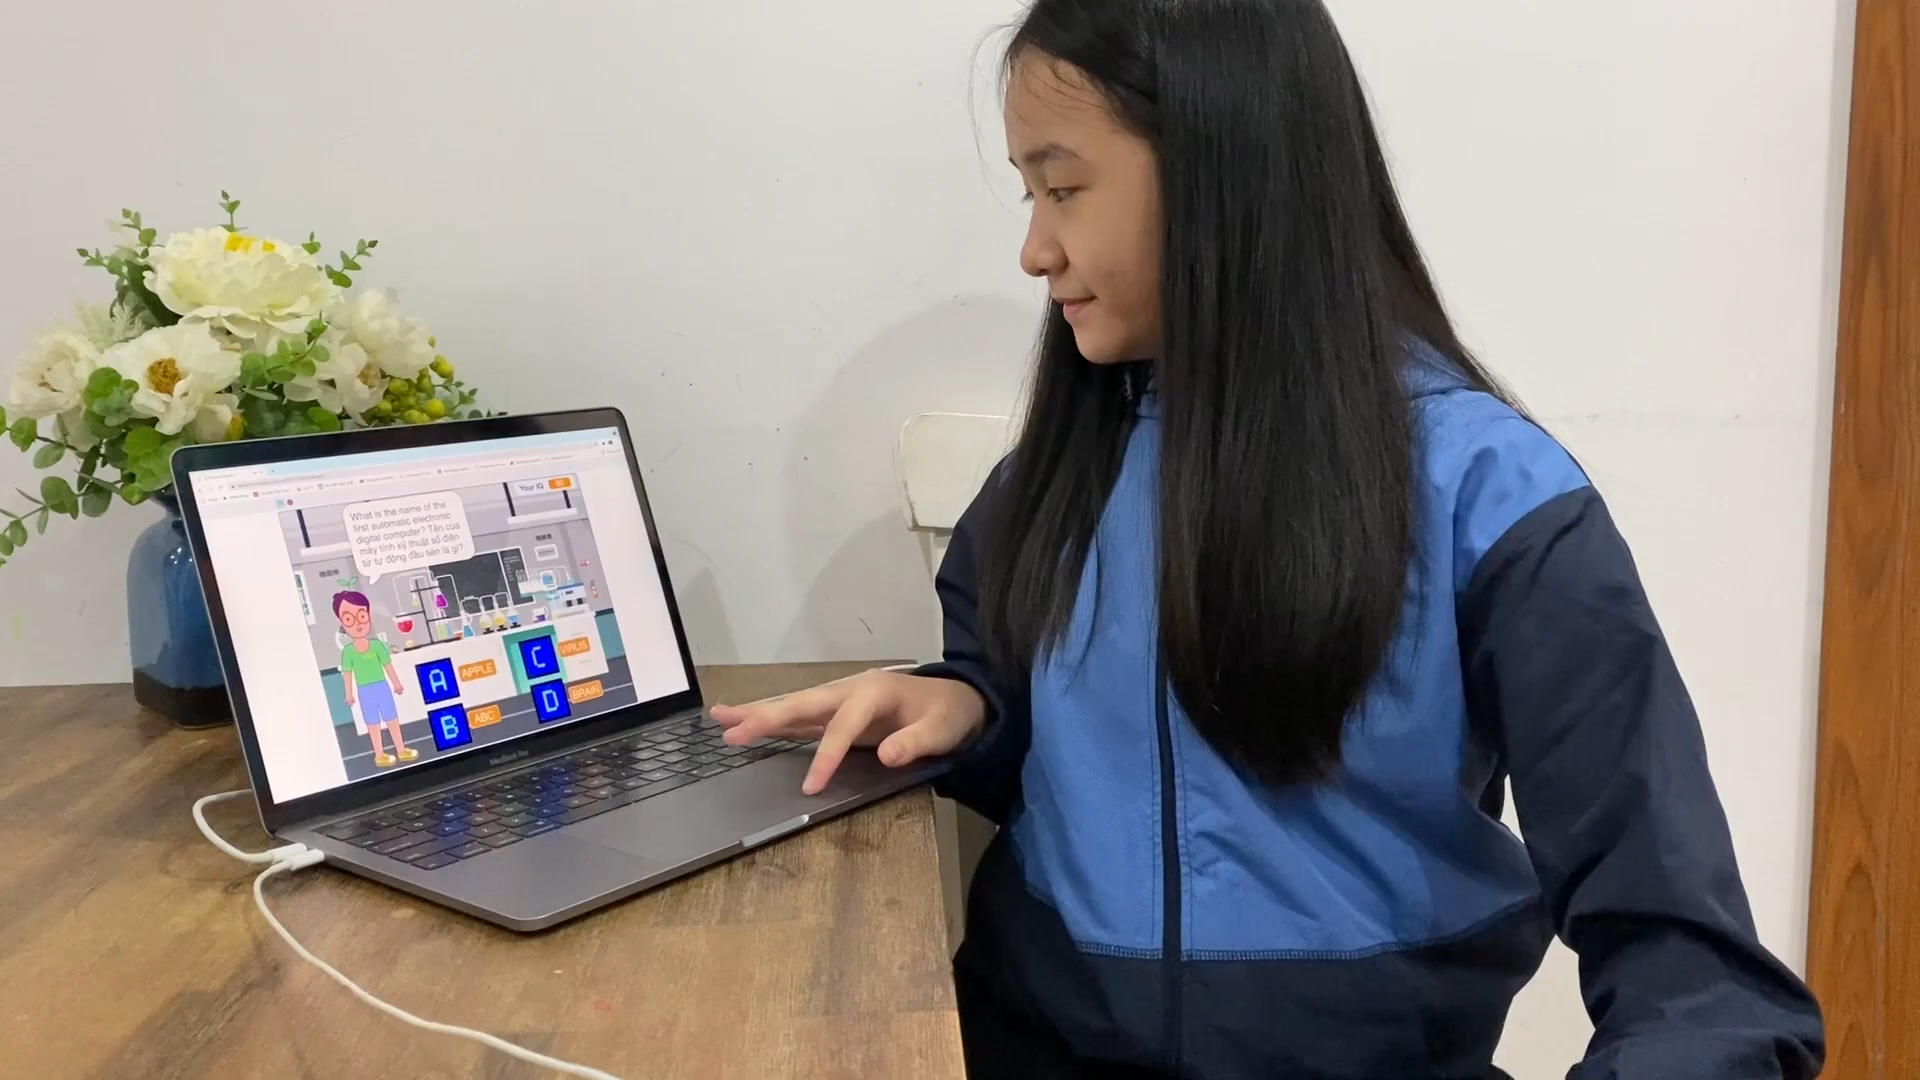 Your IQ
What is the name of the
first automatic electronic
digital computer? Tên của
máy tính kỹ thuật số điện
tử tự động đầu tiên là gì?
A APPLE
C VIRUS
B ABC
D BRAIN
MacBook Pro